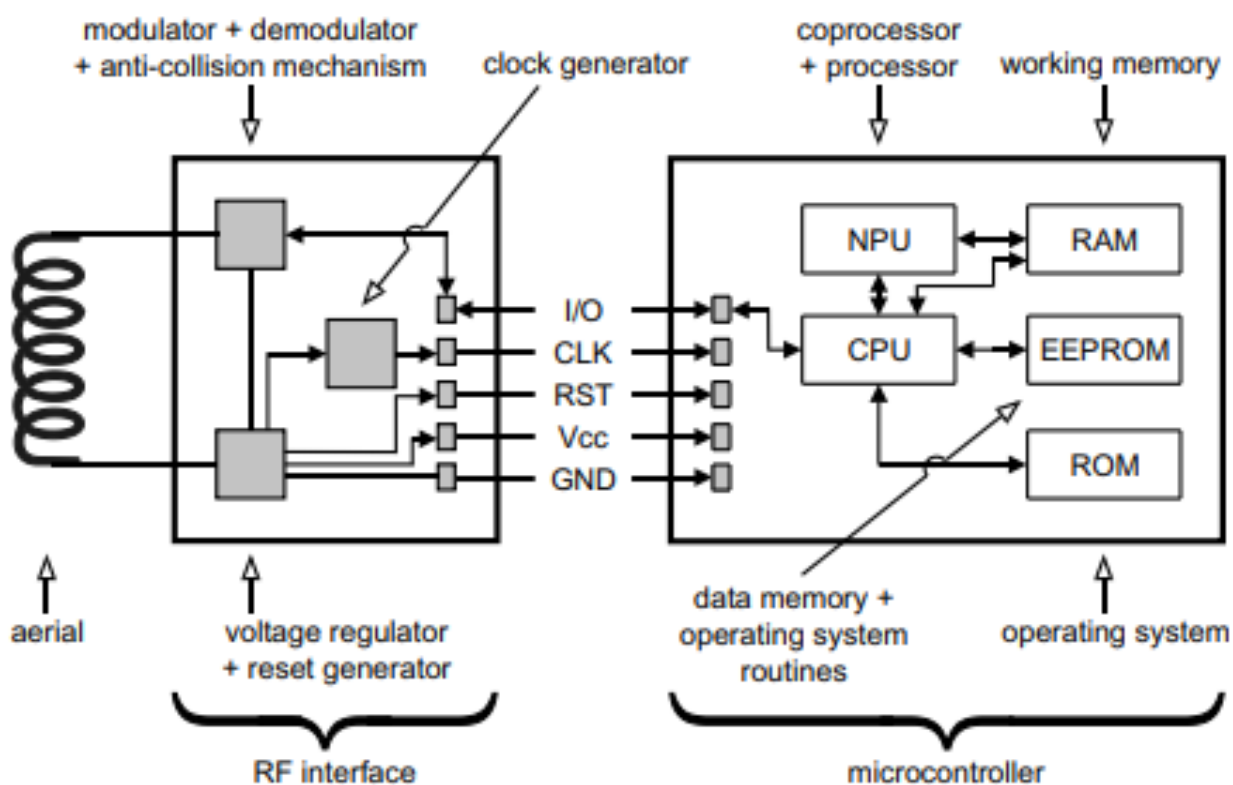 modulator + demodulator
+ anti-collision mechanism
clock generator
coprocessor
+ processor
working memory
NPU
RAM
I/O
CLK
CPU
EEPROM
RST
Vcc
GND
ROM
aerial
voltage regulator
+ reset generator
data memory +
operating system
routines
operating system
RF interface
microcontroller